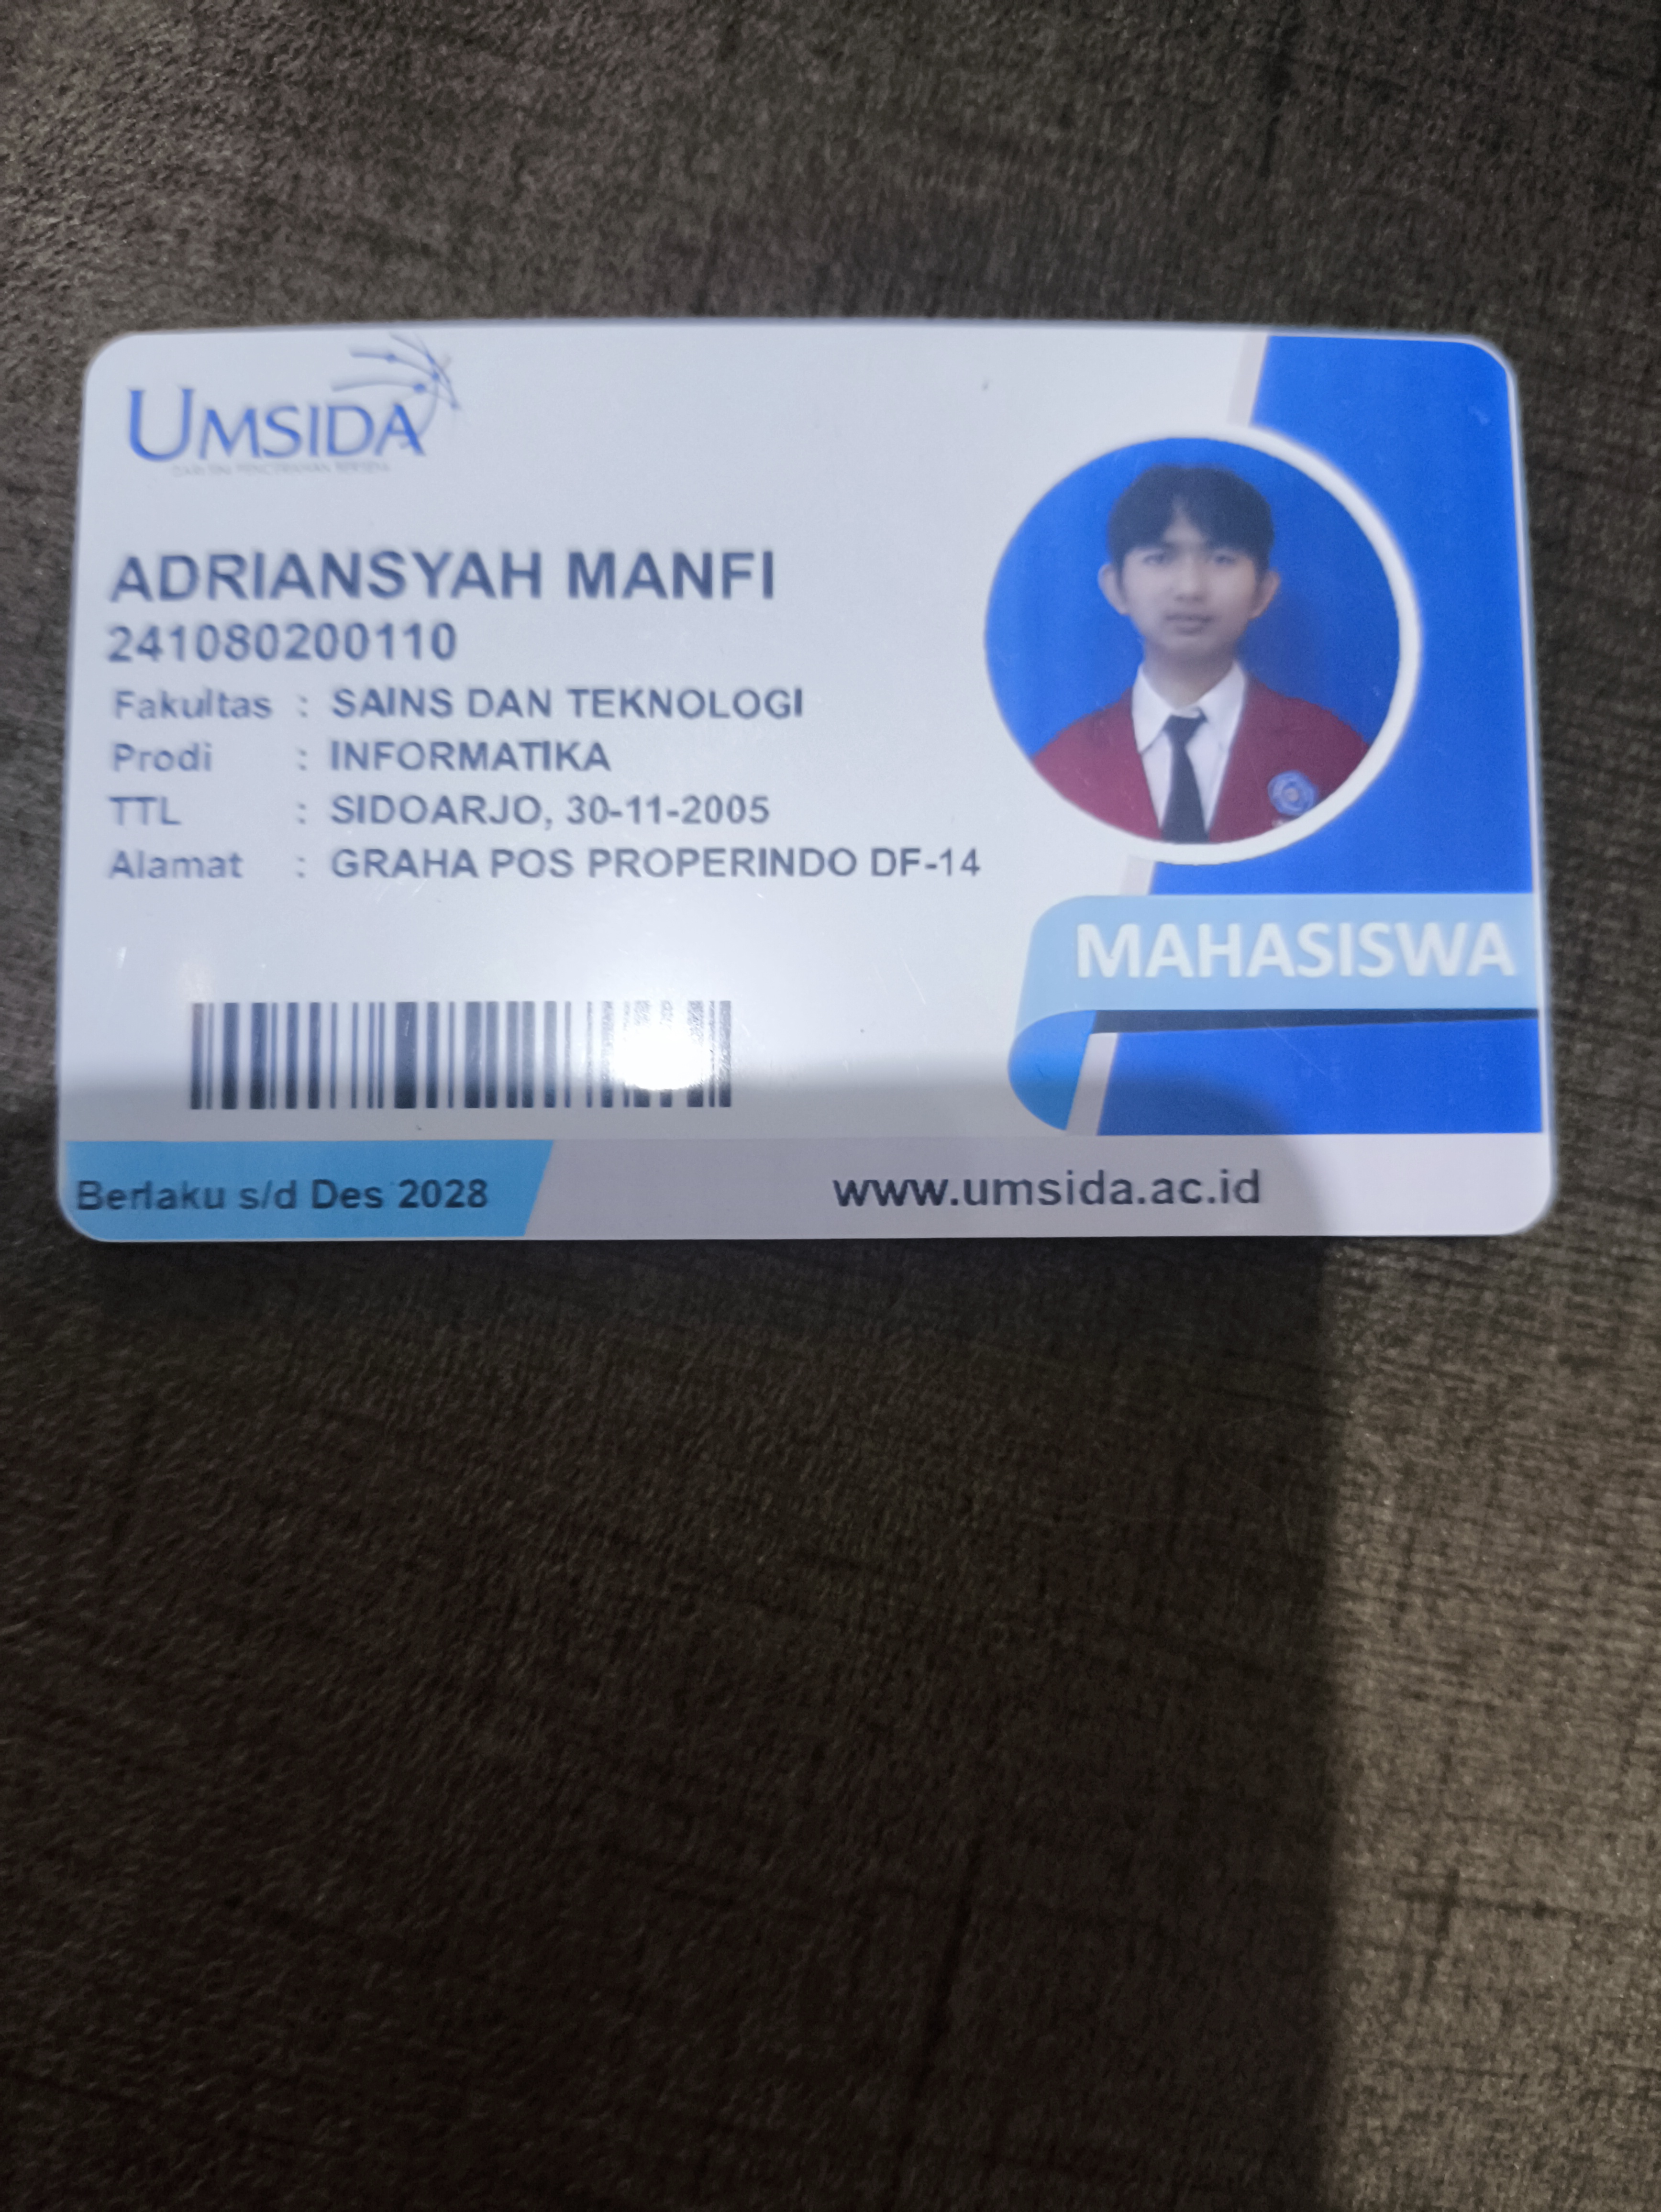 UMSIDA
ADRIANSYAH MANFI
241080200110
Fakultas : SAINS DAN TEKNOLOGI
Prodi : INFORMATIKA
TTL : SIDOARJO, 30-11-2005
Alamat : GRAHA POS PROPERINDO DF-14
MAHASISWA
Berlaku s/d Des 2028
www.umsida.ac.id